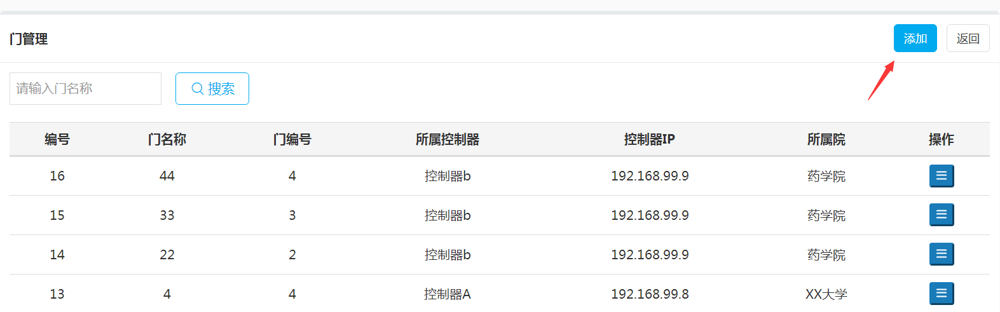 门管理 添加 返回
请输入门名称 搜索
编号 门名称 门编号 所属控制器 控制器IP 所属院 操作
16 44 4 控制器b 192.168.99.9 药学院
15 33 3 控制器b 192.168.99.9 药学院
14 22 2 控制器b 192.168.99.9 药学院
13 4 4 控制器A 192.168.99.8 XX大学